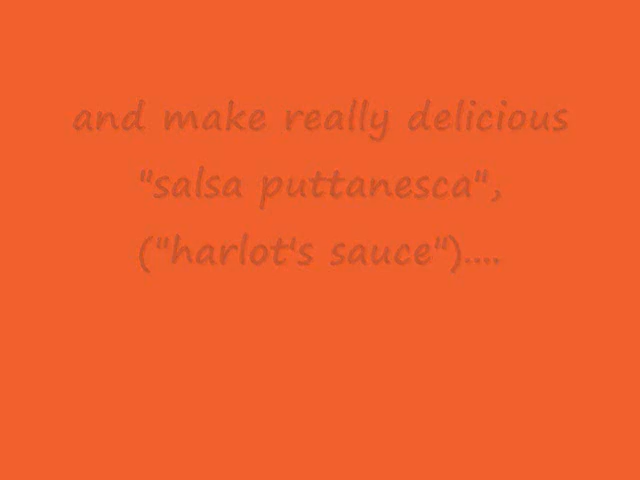 and make really delicious
"salsa puttanesca",
("harlot's sauce")....